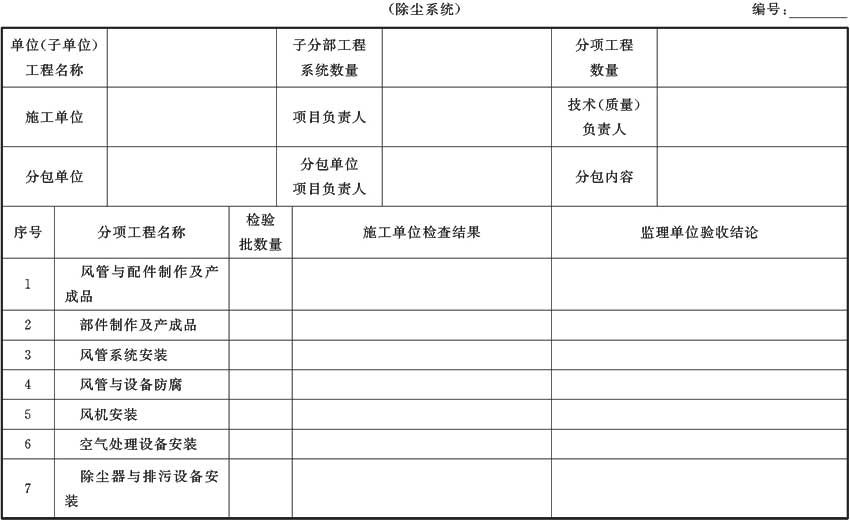 （除尘系统）
编号：
单位（子单位）
工程名称
子分部工程
系统数量
分项工程
数量
施工单位
项目负责人
技术（质量）
负责人
分包单位
分包单位
项目负责人
分包内容
序号
分项工程名称
检验
批数量
施工单位检查结果
监理单位验收结论
1
风管与配件制作及产
成品
2
部件制作及产成品
3
风管系统安装
4
风管与设备防腐
5
风机安装
6
空气处理设备安装
7
除尘器与排污设备安
装